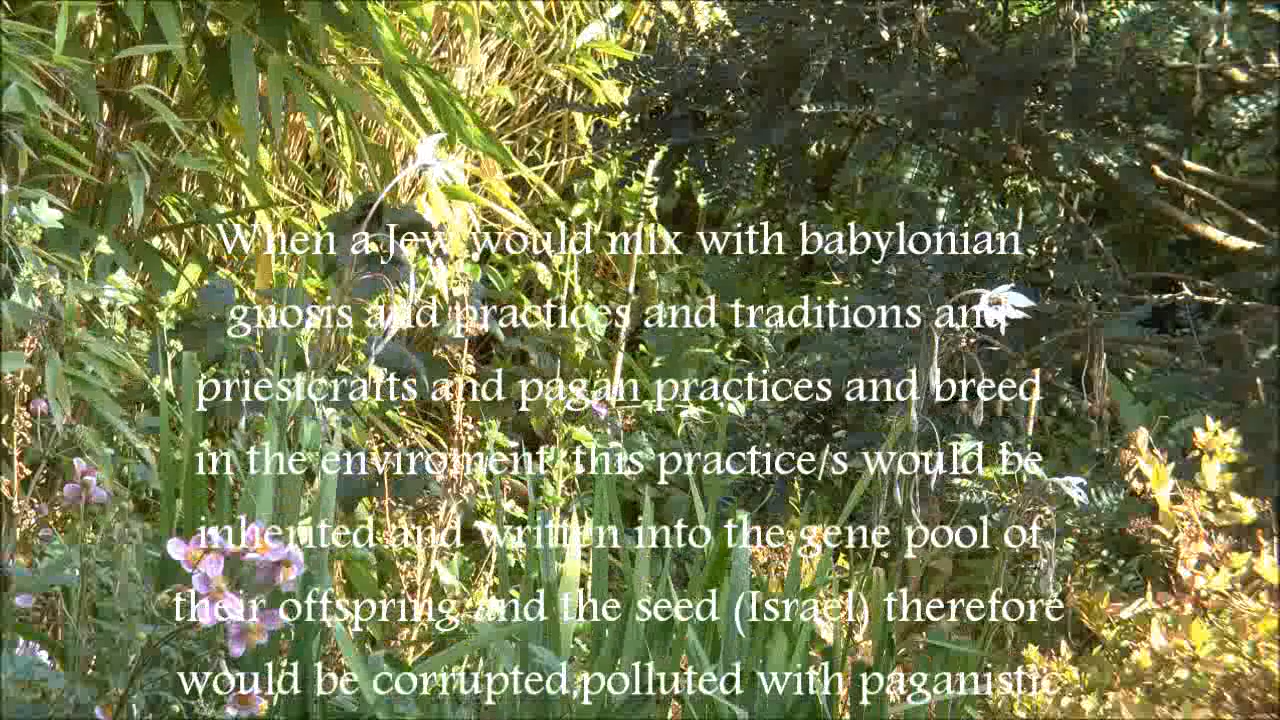 When a Jew would mix with babylonian
gnosis and practices and traditions and
priestcrafts and pagan practices and breed
in the enviroment this practice/s would be
inherited and written into the gene pool of
their offspring and the seed (Israel) therefore
would be corrupted,polluted with paganistic